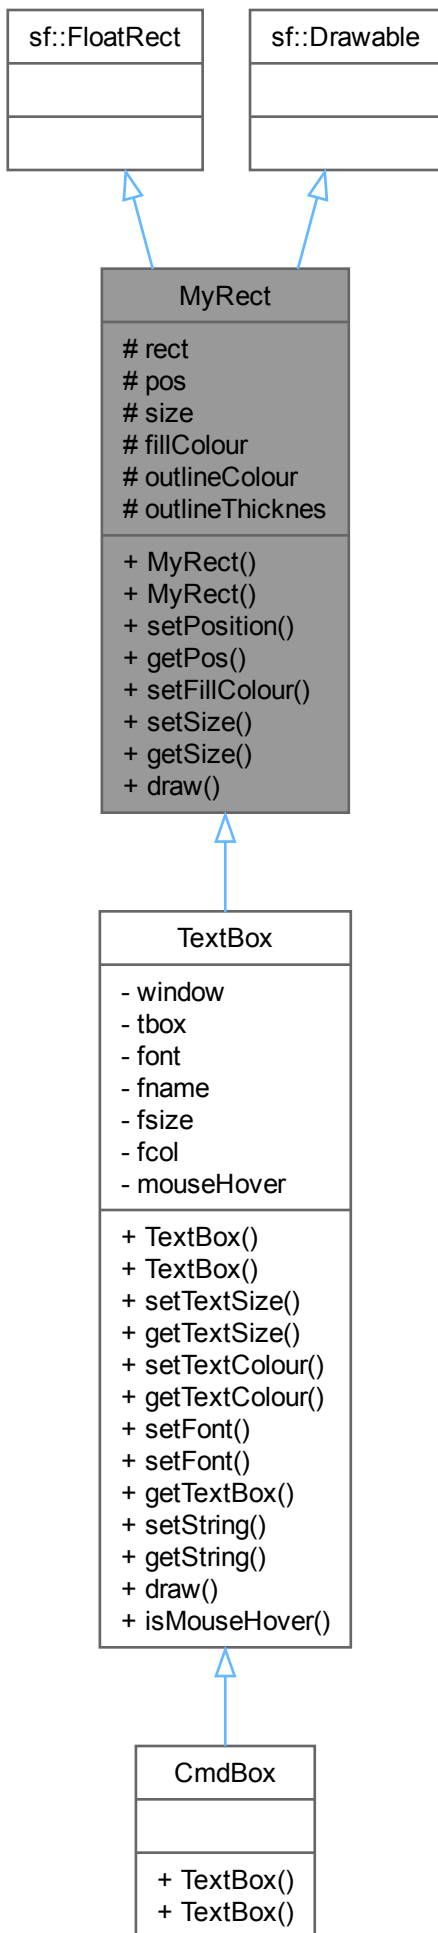 sf::FloatRect
sf::Drawable
MyRect
# rect
# pos
# size
# fillColour
# outlineColour
# outlineThicknes
+ MyRect()
+ MyRect()
+ setPosition()
+ getPos()
+ setFillColour()
+ setSize()
+ getSize()
+ draw()
TextBox
- window
- tbox
- font
- fname
- fsize
- fcol
- mouseHover
+ TextBox()
+ TextBox()
+ setTextSize()
+ getTextSize()
+ setTextColour()
+ getTextColour()
+ setFont()
+ setFont()
+ getTextBox()
+ setString()
+ getString()
+ draw()
+ isMouseHover()
CmdBox
+ TextBox()
+ TextBox()